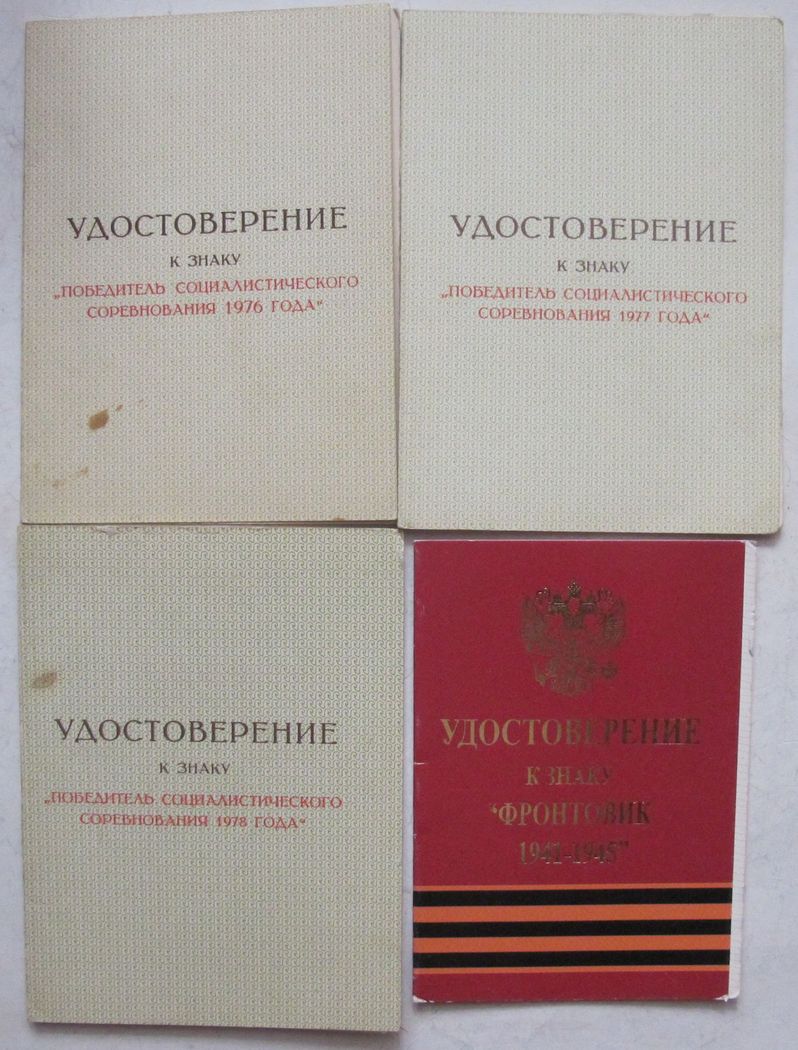 УДОСТОВЕРЕНИЕ
К ЗНАКУ
„ПОБЕДИТЕЛЬ СОЦИАЛИСТИЧЕСКОГО
СОРЕВНОВАНИЯ 1976 ГОДА“
УДОСТОВЕРЕНИЕ
К ЗНАКУ
„ПОБЕДИТЕЛЬ СОЦИАЛИСТИЧЕСКОГО
СОРЕВНОВАНИЯ 1977 ГОДА“
УДОСТОВЕРЕНИЕ
К ЗНАКУ
„ПОБЕДИТЕЛЬ СОЦИАЛИСТИЧЕСКОГО
СОРЕВНОВАНИЯ 1978 ГОДА“
УДОСТОВЕРЕНИЕ
К ЗНАКУ
"ФРОНТОВИК
1941-1945"